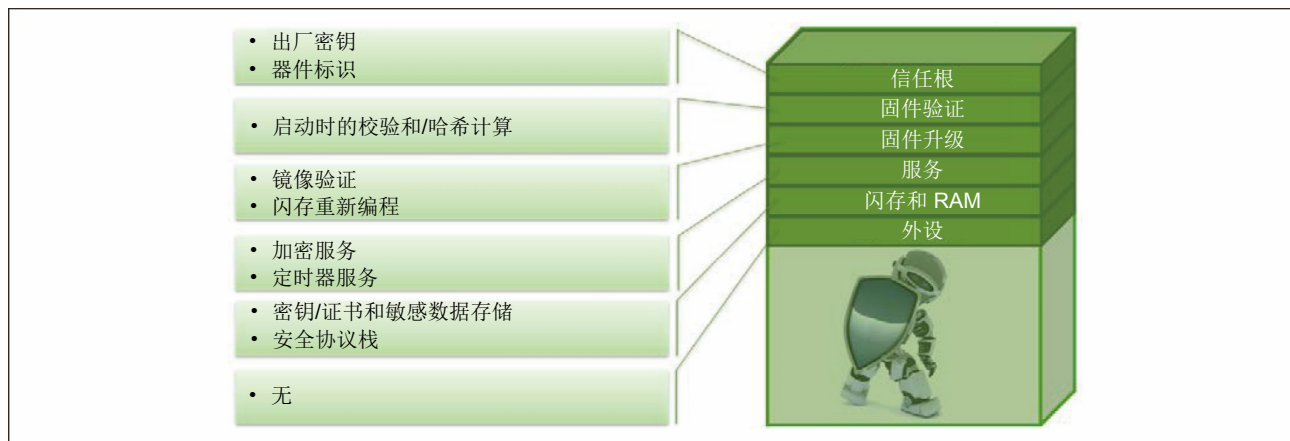 • 出厂密钥
• 器件标识
• 启动时的校验和/哈希计算
• 镜像验证
• 闪存重新编程
• 加密服务
• 定时器服务
• 密钥/证书和敏感数据存储
• 安全协议栈
• 无
信任根
固件验证
固件升级
服务
闪存和 RAM
外设